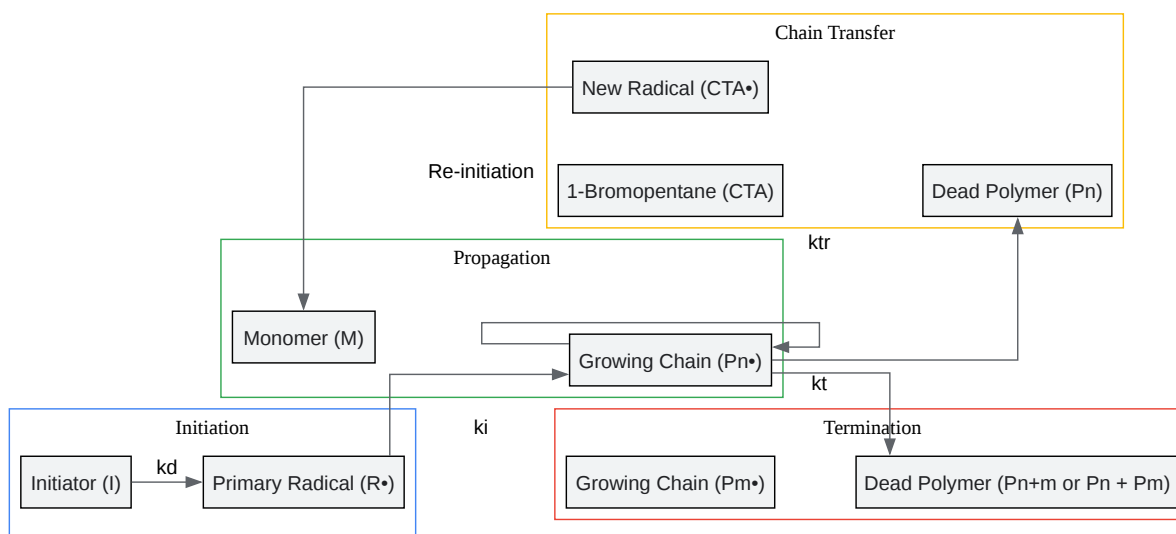 Chain Transfer
New Radical (CTA•)
Re-initiation
1-Bromopentane (CTA)
Dead Polymer (Pn)
ktr
Propagation
Monomer (M)
Growing Chain (Pn•)
kt
ki
Initiation
Initiator (I)
kd
Primary Radical (R•)
Termination
Growing Chain (Pm•)
Dead Polymer (Pn+m or Pn + Pm)